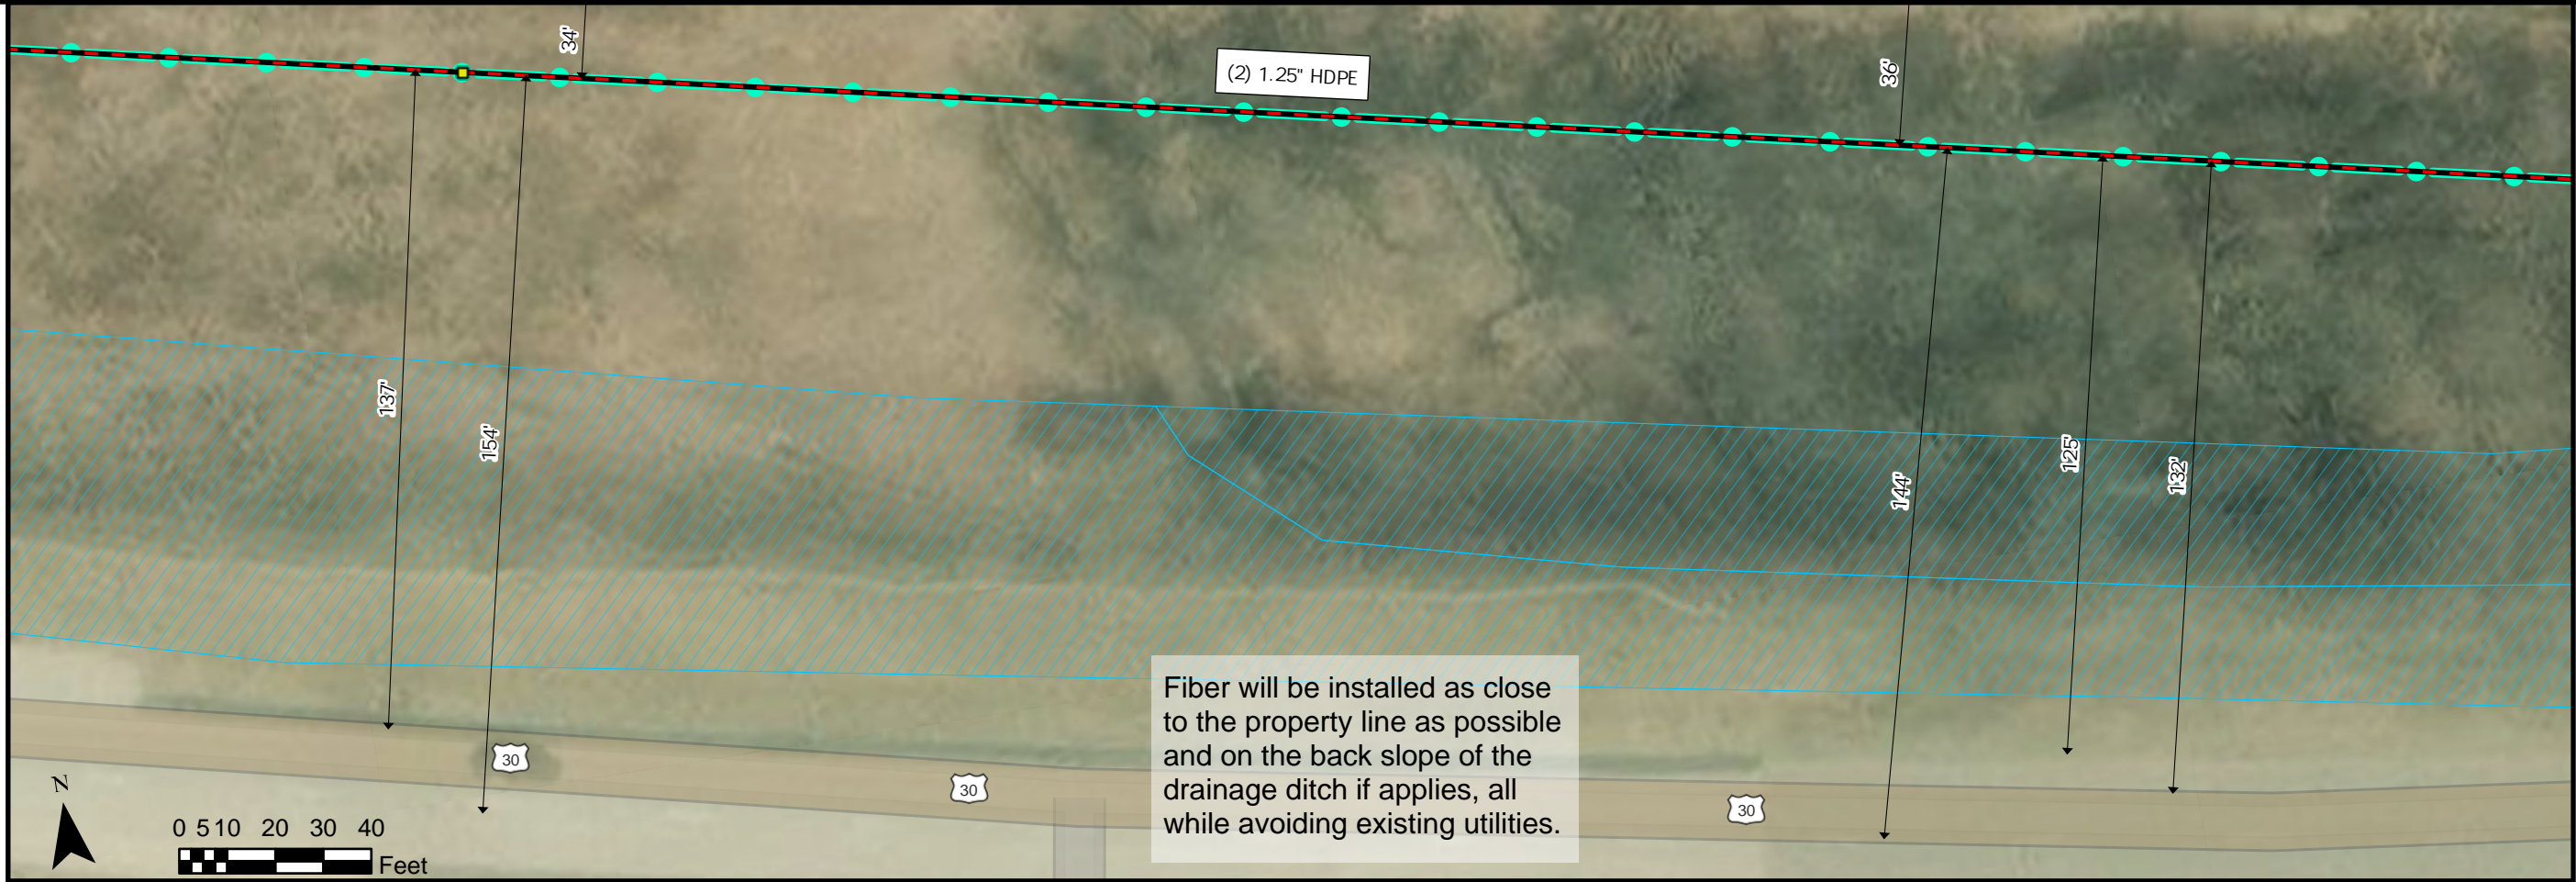 34'
36'
(2) 1.25" HDPE
137'
154'
144'
125'
132'
30
30
30
Fiber will be installed as close
to the property line as possible
and on the back slope of the
drainage ditch if applies, all
while avoiding existing utilities.
N
0 5 10 20 30 40
Feet